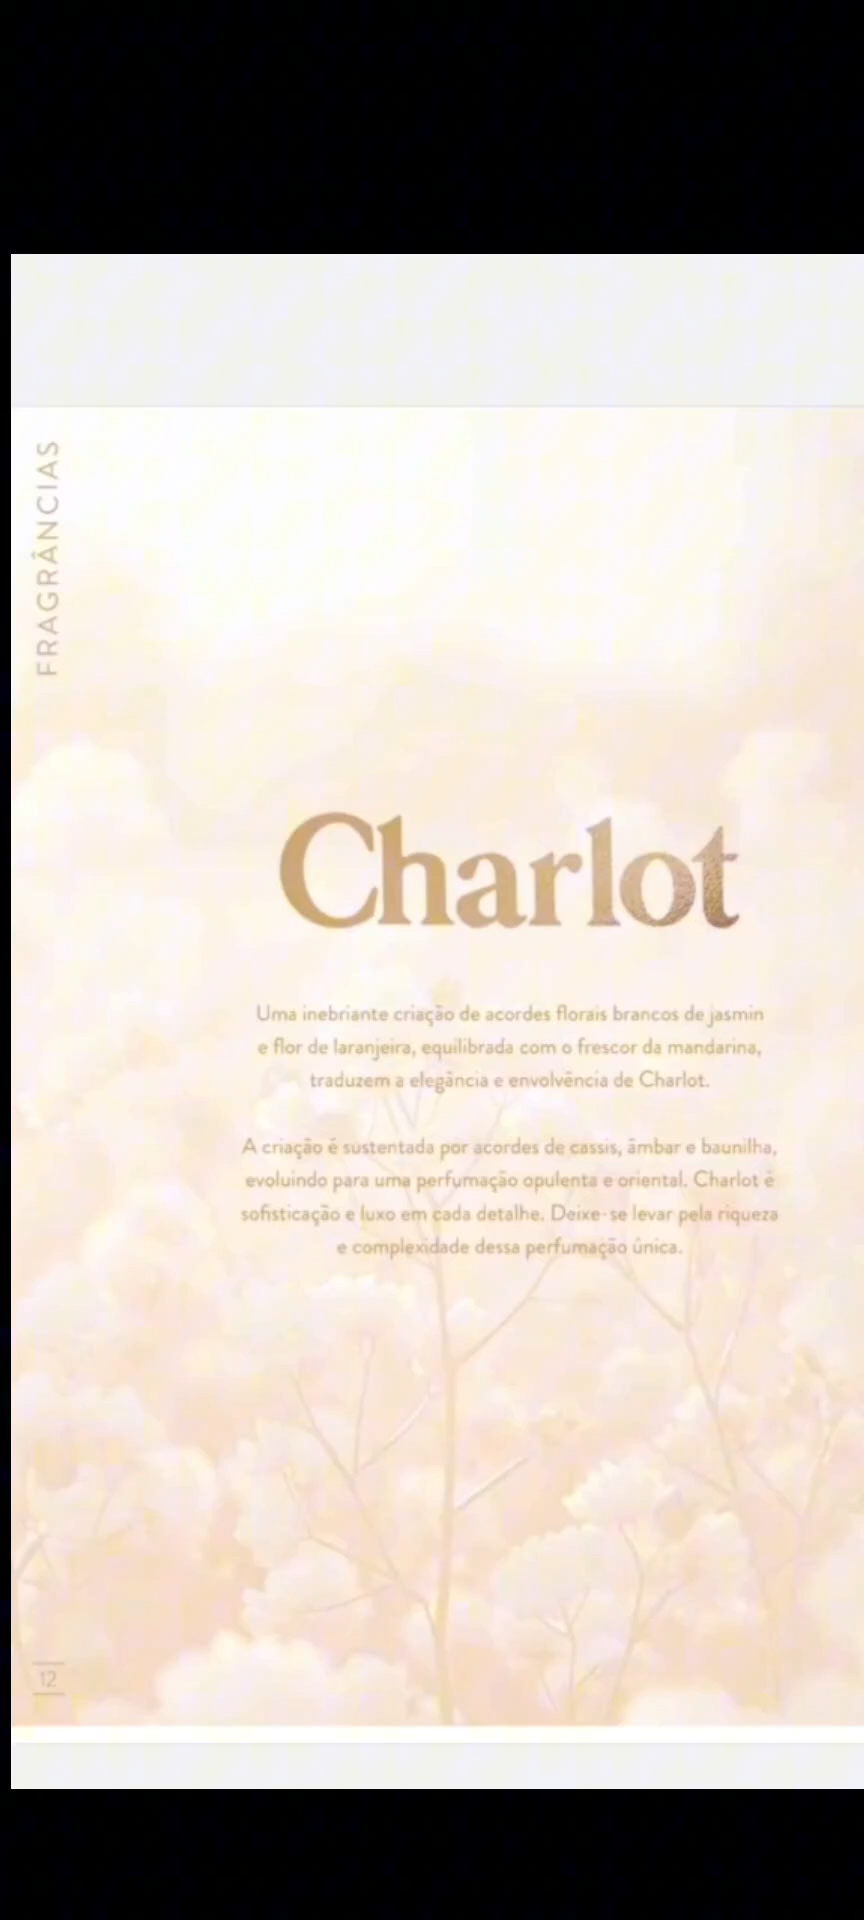 FRAGRÂNCIAS
Charlot
Uma inebriante criação de acordes florais brancos de jasmin
e flor de laranjeira, equilibrada com o frescor da mandarina,
traduzem a elegância e envolvência de Charlot.
A criação é sustentada por acordes de cassis, âmbar e baunilha,
evoluindo para uma perfumação opulenta e oriental. Charlot é
sofisticação e luxo em cada detalhe. Deixe-se levar pela riqueza
e complexidade dessa perfumação única.
12